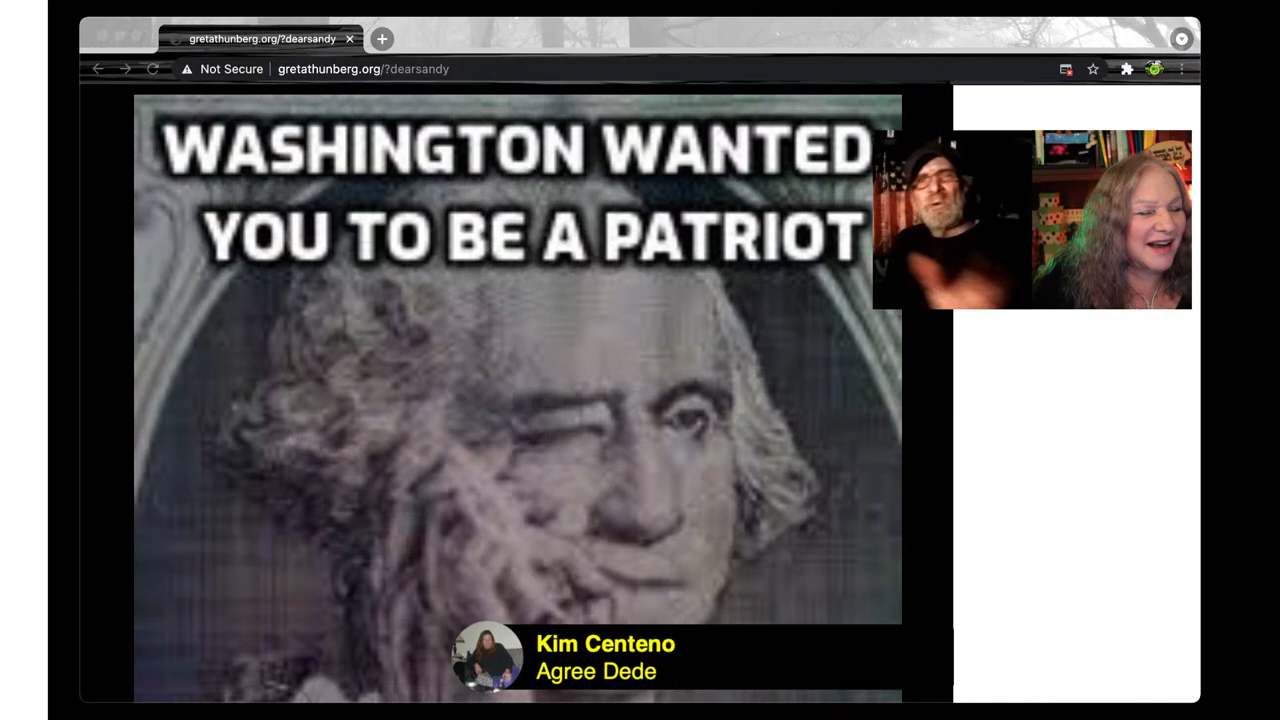 gretathunberg.org/?dearsandy
Not Secure
gretathunberg.org/?dearsandy
WASHINGTON WANTED
YOU TO BE A PATRIOT
Kim Centeno
Agree Dede